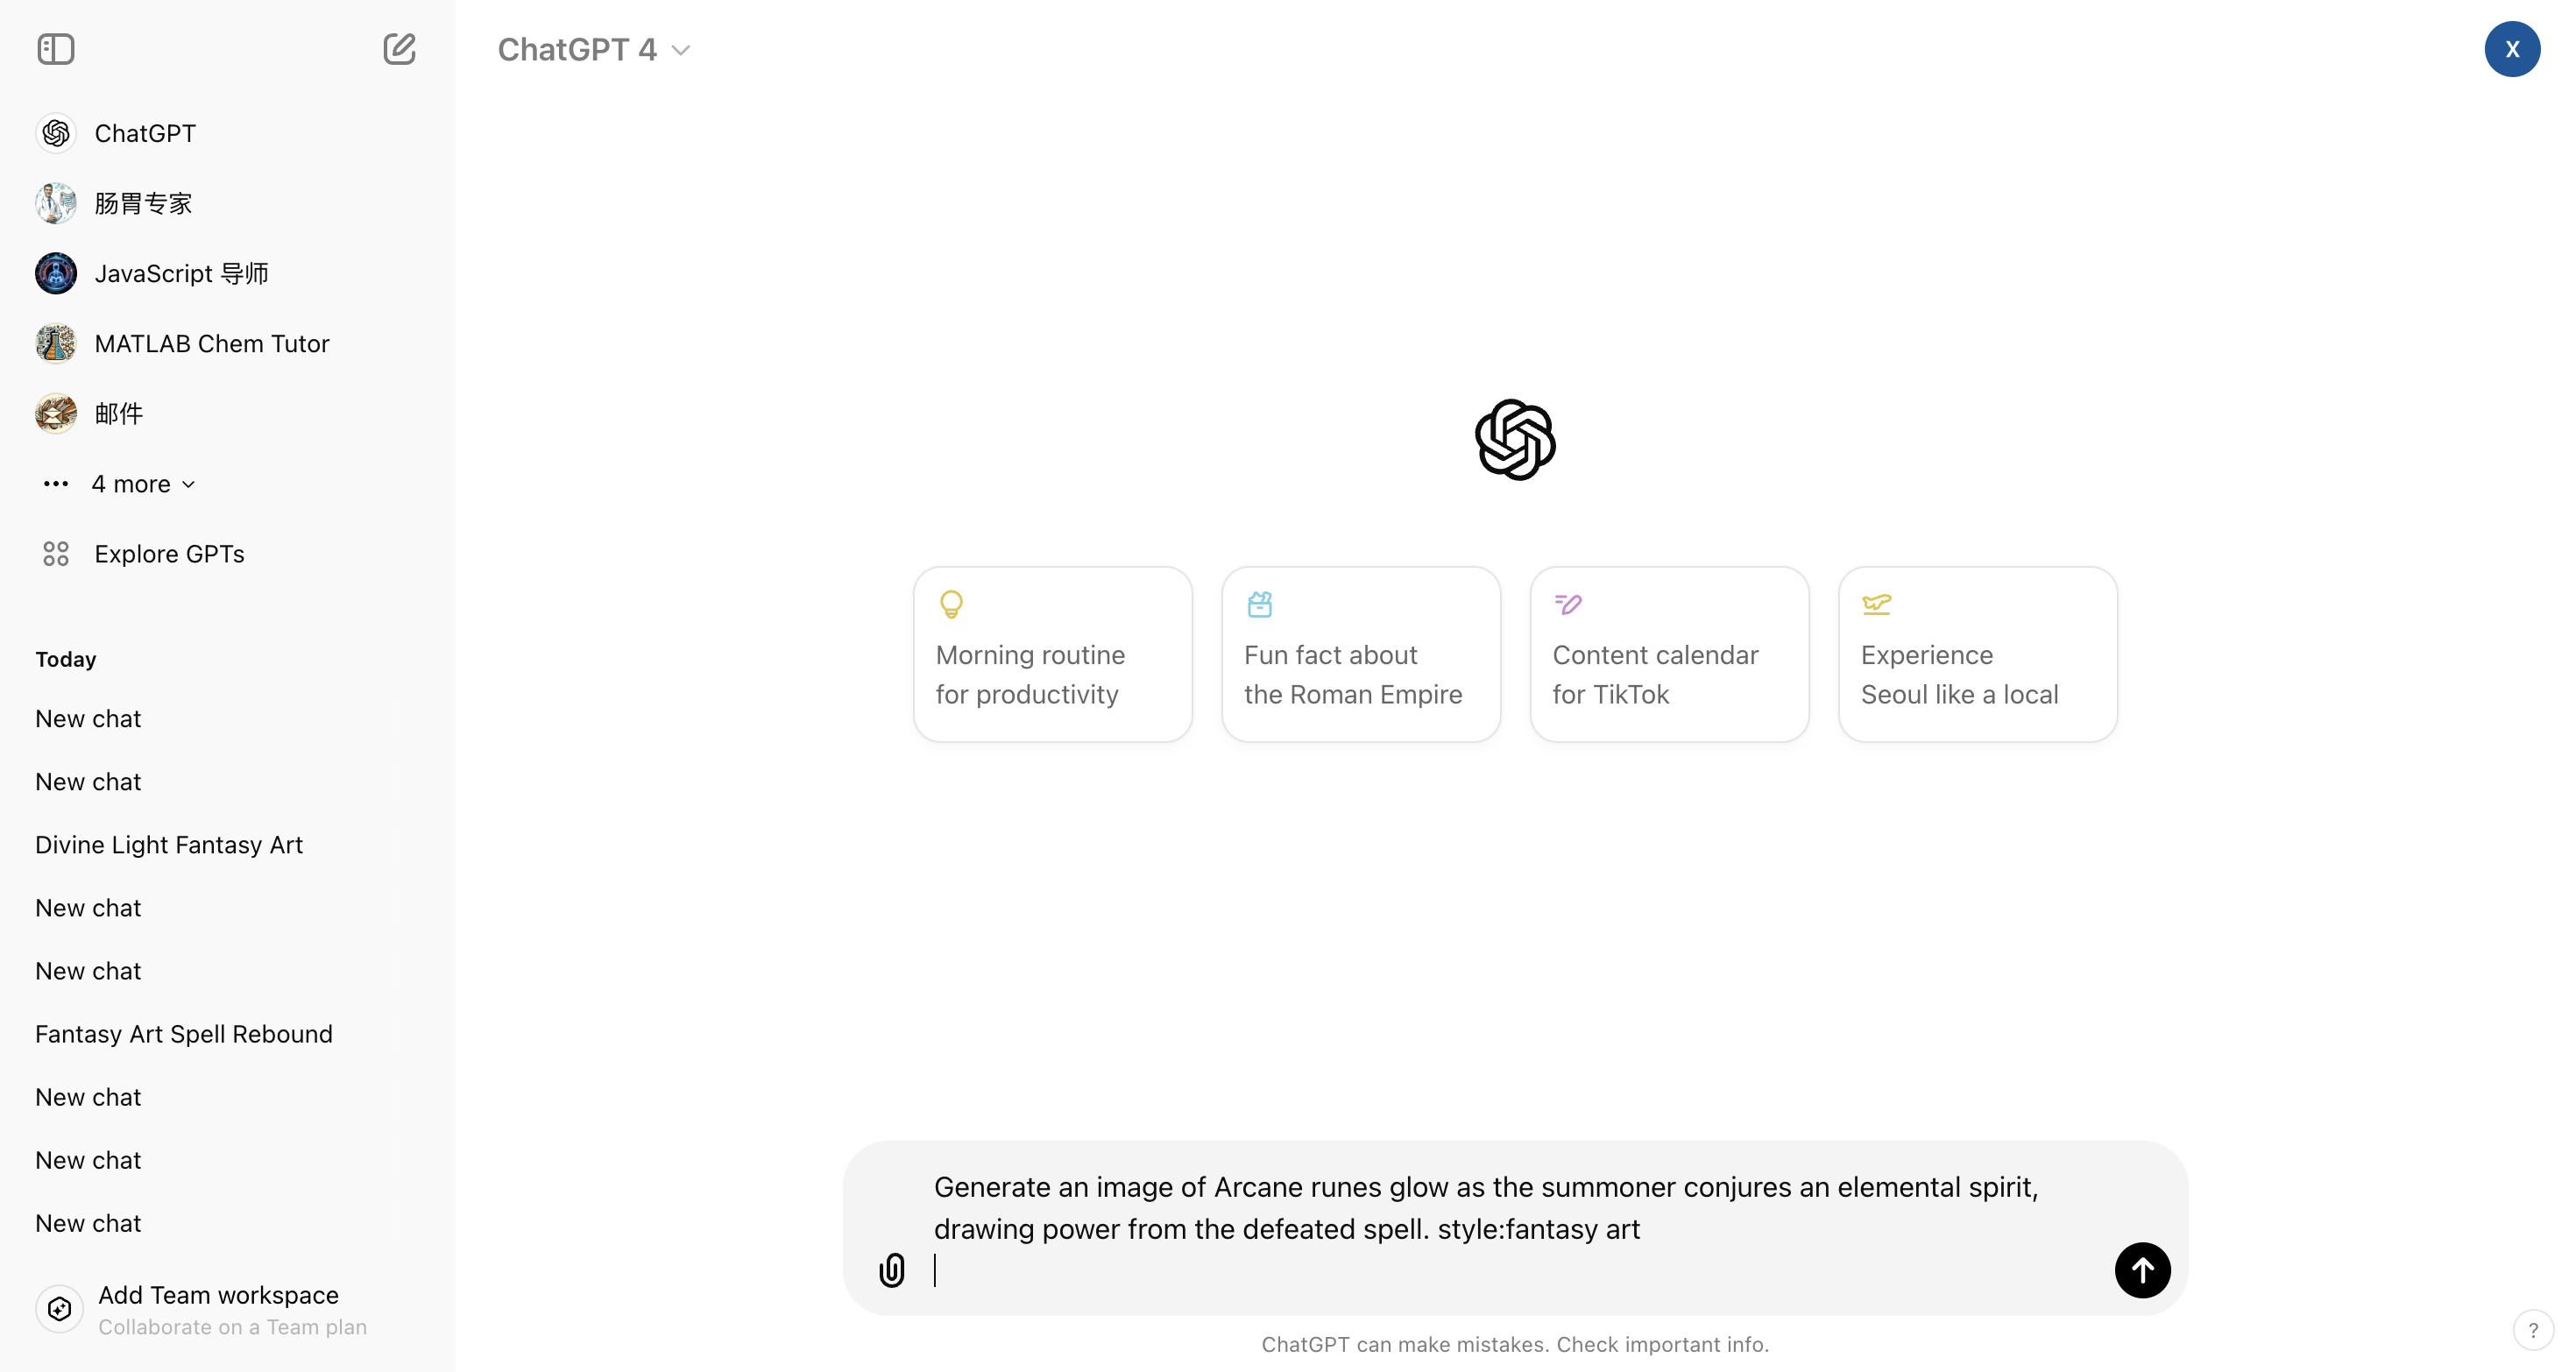 ChatGPT
肠胃专家
JavaScript 导师
MATLAB Chem Tutor
邮件
4 more
Explore GPTs
Today
New chat
New chat
Divine Light Fantasy Art
New chat
New chat
Fantasy Art Spell Rebound
New chat
New chat
New chat
Add Team workspace
Collaborate on a Team plan
ChatGPT 4
X
Morning routine
for productivity
Fun fact about
the Roman Empire
Content calendar
for TikTok
Experience
Seoul like a local
Generate an image of Arcane runes glow as the summoner conjures an elemental spirit,
drawing power from the defeated spell. style:fantasy art
ChatGPT can make mistakes. Check important info.
?